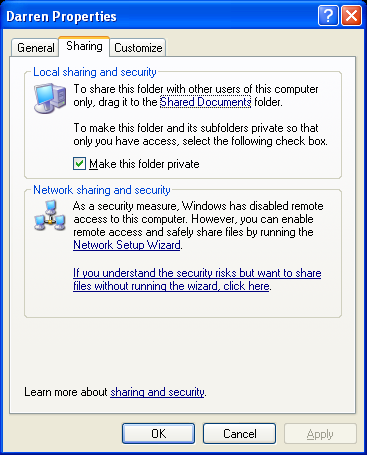 Darren Properties
General Sharing Customize
Local sharing and security
To share this folder with other users of this computer
only, drag it to the Shared Documents folder.
To make this folder and its subfolders private so that
only you have access, select the following check box.
Make this folder private
Network sharing and security
As a security measure, Windows has disabled remote
access to this computer. However, you can enable
remote access and safely share files by running the
Network Setup Wizard.
If you understand the security risks but want to share
files without running the wizard, click here.
Learn more about sharing and security.
OK Cancel Apply